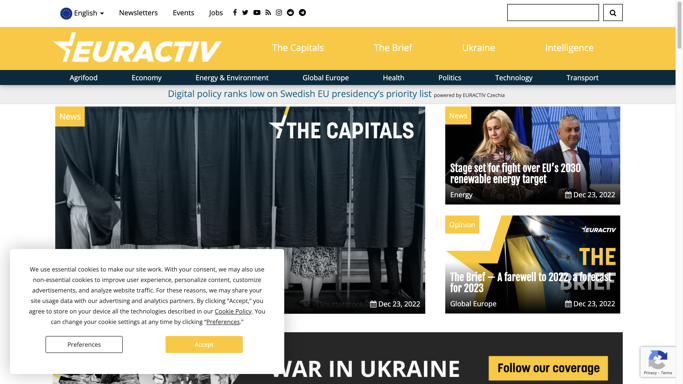 English
Newsletters
Events
Jobs
EURACTIV
The Capitals
The Brief
Ukraine
Intelligence
Agrifood
Economy
Energy & Environment
Global Europe
Health
Politics
Technology
Transport
Digital policy ranks low on Swedish EU presidency's priority list powered by EURACTIV Czechia
News
THE CAPITALS
Dec 23, 2022
News
Stage set for fight over EU's 2030
renewable energy target
Energy
Dec 23, 2022
Opinion
EURACTIV
THE
BRIEF
The Brief — A farewell to 2022, a forecast
for 2023
Global Europe
Dec 23, 2022
We use essential cookies to make our site work. With your consent, we may also use
non-essential cookies to improve user experience, personalize content, customize
advertisements, and analyze website traffic. For these reasons, we may share your
site usage data with our advertising and analytics partners. By clicking "Accept," you
agree to store on your device all the technologies described in our Cookie Policy. You
can change your cookie settings at any time by clicking "Preferences."
Preferences
Accept
WAR IN UKRAINE
Follow our coverage
Privacy - Terms